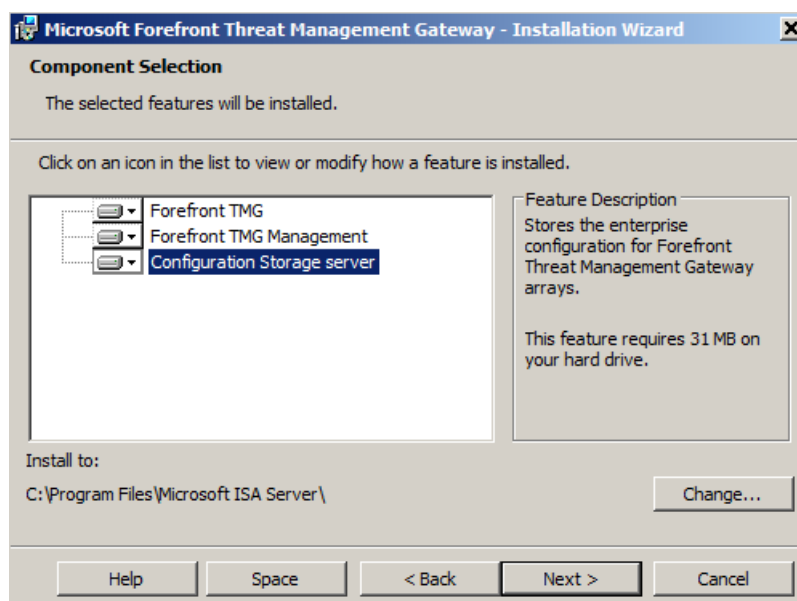 Microsoft Forefront Threat Management Gateway - Installation Wizard
Component Selection
The selected features will be installed.
Click on an icon in the list to view or modify how a feature is installed.
Forefront TMG
Forefront TMG Management
Configuration Storage server
Feature Description
Stores the enterprise
configuration for Forefront
Threat Management Gateway
arrays.
This feature requires 31 MB on
your hard drive.
Install to:
C:\Program Files\Microsoft ISA Server\
Change...
Help
Space
< Back
Next >
Cancel